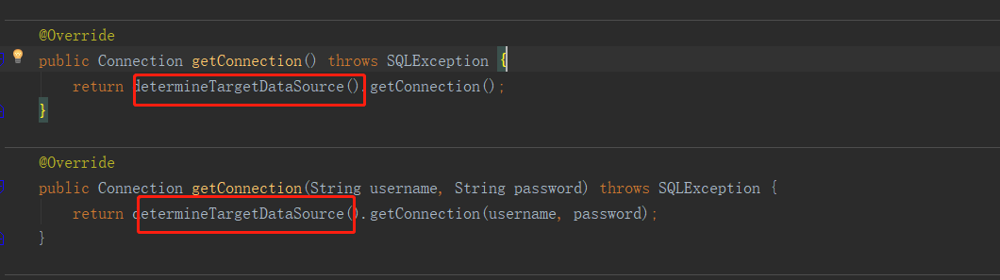 @Override
public Connection getConnection() throws SQLException {
return determineTargetDataSource().getConnection();
}
@Override
public Connection getConnection(String username, String password) throws SQLException {
return determineTargetDataSource().getConnection(username, password);
}